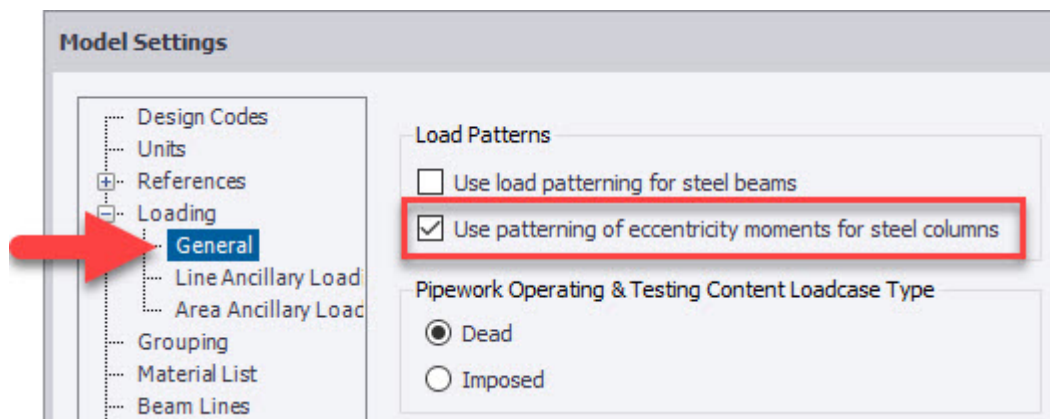 Model Settings
Design Codes
Units
References
Loading
General
Line Ancillary Load
Area Ancillary Load
Grouping
Material List
Beam Lines
Load Patterns
Use load patterning for steel beams
Use patterning of eccentricity moments for steel columns
Pipework Operating & Testing Content Loadcase Type
Dead
Imposed